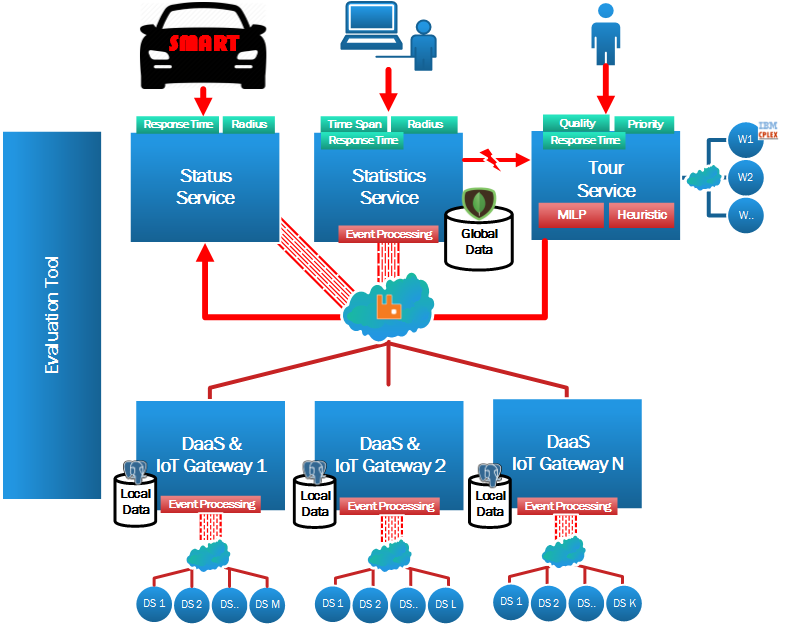 SMART
Response Time
Radius
Status
Service
Time Span
Radius
Response Time
Statistics
Service
Event Processing
Global
Data
Quality
Priority
Response Time
Tour
Service
MILP
Heuristic
W1
IBM
CPLEX
W2
W..
Evaluation Tool
DaaS &
IoT Gateway 1
Local
Data
Event Processing
DS 1
DS 2
DS..
DS M
DaaS &
IoT Gateway 2
Local
Data
Event Processing
DS 1
DS 2
DS..
DS L
DaaS
IoT Gateway N
Local
Data
Event Processing
DS 1
DS 2
DS..
DS K